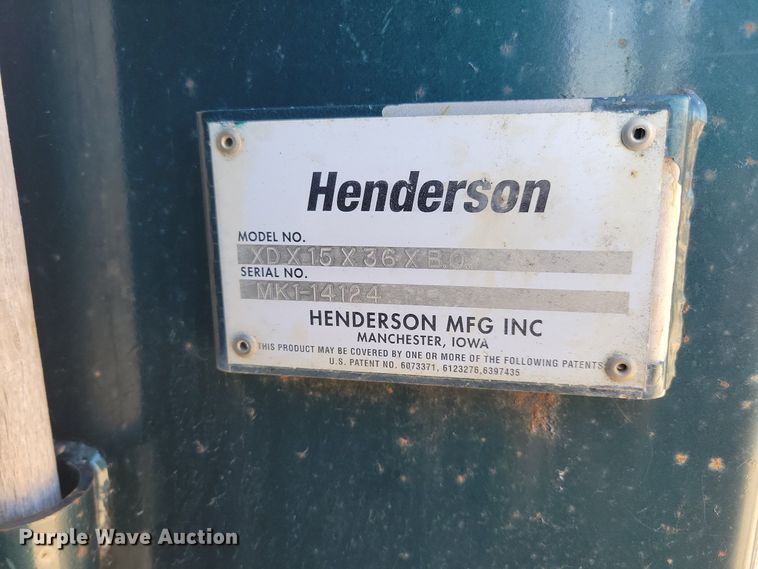 Henderson
MODEL NO.
XD X 15 X 36 X B.O.
SERIAL NO.
MK1-14124
HENDERSON MFG INC
MANCHESTER, IOWA
THIS PRODUCT MAY BE COVERED BY ONE OR MORE OF THE FOLLOWING PATENTS
U.S. PATENT NO. 6073371, 6123276,6397435
Purple Wave Auction